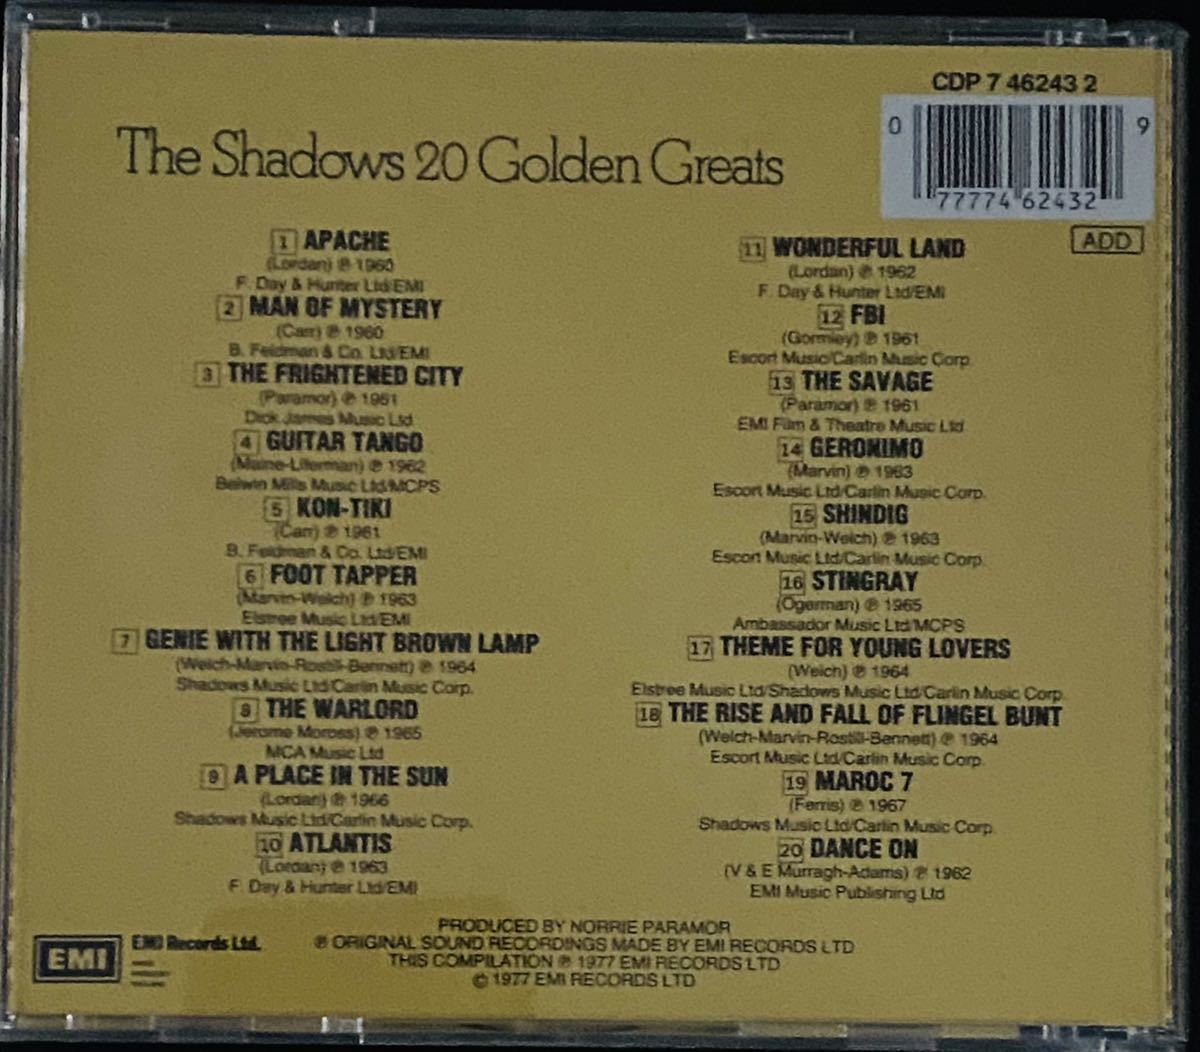 CDP 7 46243 2
0 77774 62432 9
ADD
The Shadows 20 Golden Greats
1 APACHE
(Lordan) ℗ 1960
F. Day & Hunter Ltd/EMI
2 MAN OF MYSTERY
(Carr) ℗ 1960
B. Feldman & Co. Ltd/EMI
3 THE FRIGHTENED CITY
(Paramor) ℗ 1961
Dick James Music Ltd
4 GUITAR TANGO
(Maine-Liferman) ℗ 1962
Belwin Mills Music Ltd/MCPS
5 KON-TIKI
(Carr) ℗ 1961
B. Feldman & Co. Ltd/EMI
6 FOOT TAPPER
(Marvin-Welch) ℗ 1963
Elstree Music Ltd/EMI
7 GENIE WITH THE LIGHT BROWN LAMP
(Welch-Marvin-Rostill-Bennett) ℗ 1964
Shadows Music Ltd/Carlin Music Corp.
8 THE WARLORD
(Jerome Moross) ℗ 1965
MCA Music Ltd
9 A PLACE IN THE SUN
(Lordan) ℗ 1966
Shadows Music Ltd/Carlin Music Corp.
10 ATLANTIS
(Lordan) ℗ 1963
F. Day & Hunter Ltd/EMI
11 WONDERFUL LAND
(Lordan) ℗ 1962
F. Day & Hunter Ltd/EMI
12 FBI
(Gormley) ℗ 1961
Escort Music/Carlin Music Corp.
13 THE SAVAGE
(Paramor) ℗ 1961
EMI Film & Theatre Music Ltd
14 GERONIMO
(Marvin) ℗ 1963
Escort Music Ltd/Carlin Music Corp.
15 SHINDIG
(Marvin-Welch) ℗ 1963
Escort Music Ltd/Carlin Music Corp.
16 STINGRAY
(Ogerman) ℗ 1965
Ambassador Music Ltd/MCPS
17 THEME FOR YOUNG LOVERS
(Welch) ℗ 1964
Elstree Music Ltd/Shadows Music Ltd/Carlin Music Corp.
18 THE RISE AND FALL OF FLINGEL BUNT
(Welch-Marvin-Rostill-Bennett) ℗ 1964
Escort Music Ltd/Carlin Music Corp.
19 MAROC 7
(Ferris) ℗ 1967
Shadows Music Ltd/Carlin Music Corp.
20 DANCE ON
(V & E Murragh-Adams) ℗ 1962
EMI Music Publishing Ltd
PRODUCED BY NORRIE PARAMOR
℗ ORIGINAL SOUND RECORDINGS MADE BY EMI RECORDS LTD
THIS COMPILATION ℗ 1977 EMI RECORDS LTD
© 1977 EMI RECORDS LTD
EMI
EMI Records Ltd.